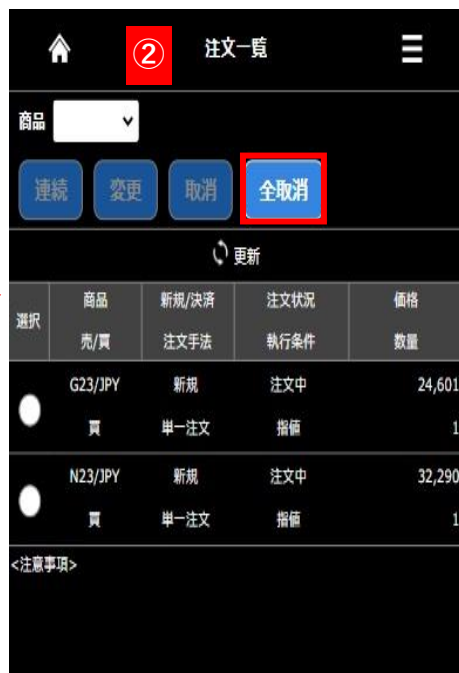 ② 注文一覧
商品
連続 変更 取消 全取消
更新
選択 商品 新規/決済 注文状況 価格
売/買 注文手法 執行条件 数量
G23/JPY 新規 注文中 24,601
買 単一注文 指値 1
N23/JPY 新規 注文中 32,290
買 単一注文 指値 1
<注意事項>